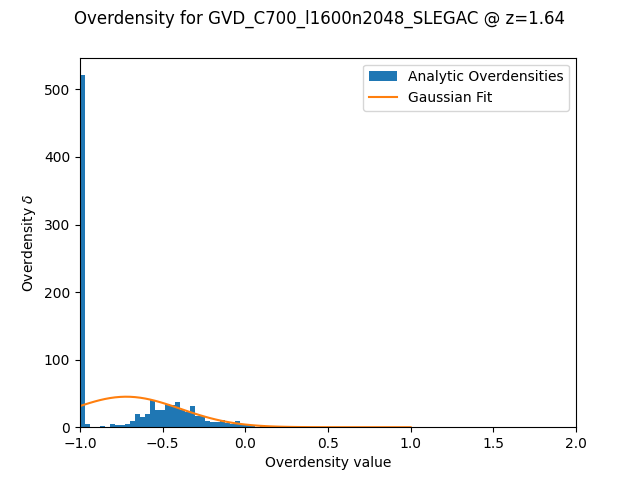 Overdensity for GVD_C700_l1600n2048_SLEGAC @ z=1.64
Analytic Overdensities
Gaussian Fit
Overdensity δ
500
400
300
200
100
0
−1.0 −0.5 0.0 0.5 1.0 1.5 2.0
Overdensity value